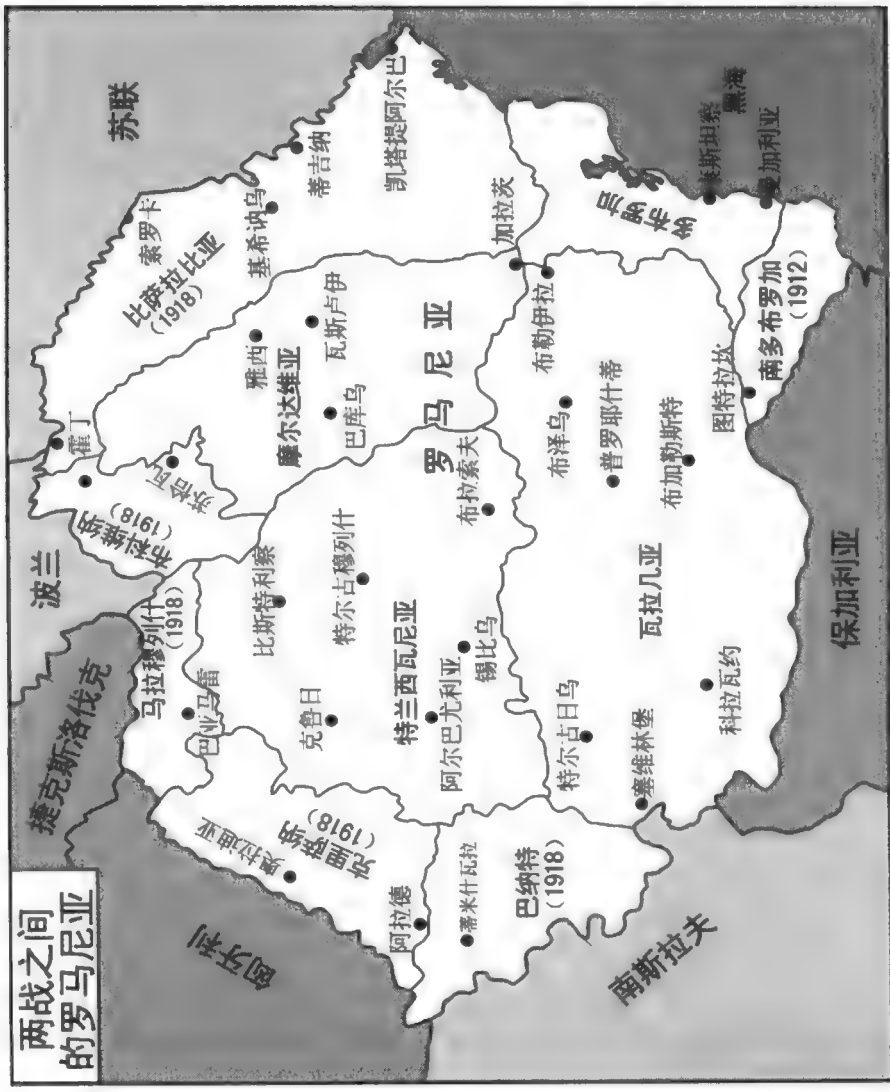 两战之间
的罗马尼亚
捷克斯洛伐克
波兰
苏联
匈牙利
南斯拉夫
保加利亚
黑海
罗马尼亚
马拉穆列什
(1918)
巴亚马雷
布科维纳
(1918)
苏恰瓦
霍丁
比萨拉比亚
(1918)
索罗卡
基希讷乌
蒂吉纳
凯塔提阿尔巴
摩尔达维亚
雅西
瓦斯卢伊
巴库乌
加拉茨
特兰西瓦尼亚
比斯特利察
特尔古穆列什
克鲁日
阿尔巴尤利亚
锡比乌
布拉索夫
(1918)
奥拉迪亚
阿拉德
巴纳特
(1918)
蒂米什瓦拉
瓦拉几亚
特尔古日乌
塞维林堡
科拉瓦约
布勒伊拉
布泽乌
普罗耶什蒂
布加勒斯特
图特拉坎
多布罗加
南多布罗加
(1912)
康斯坦察
曼加利亚